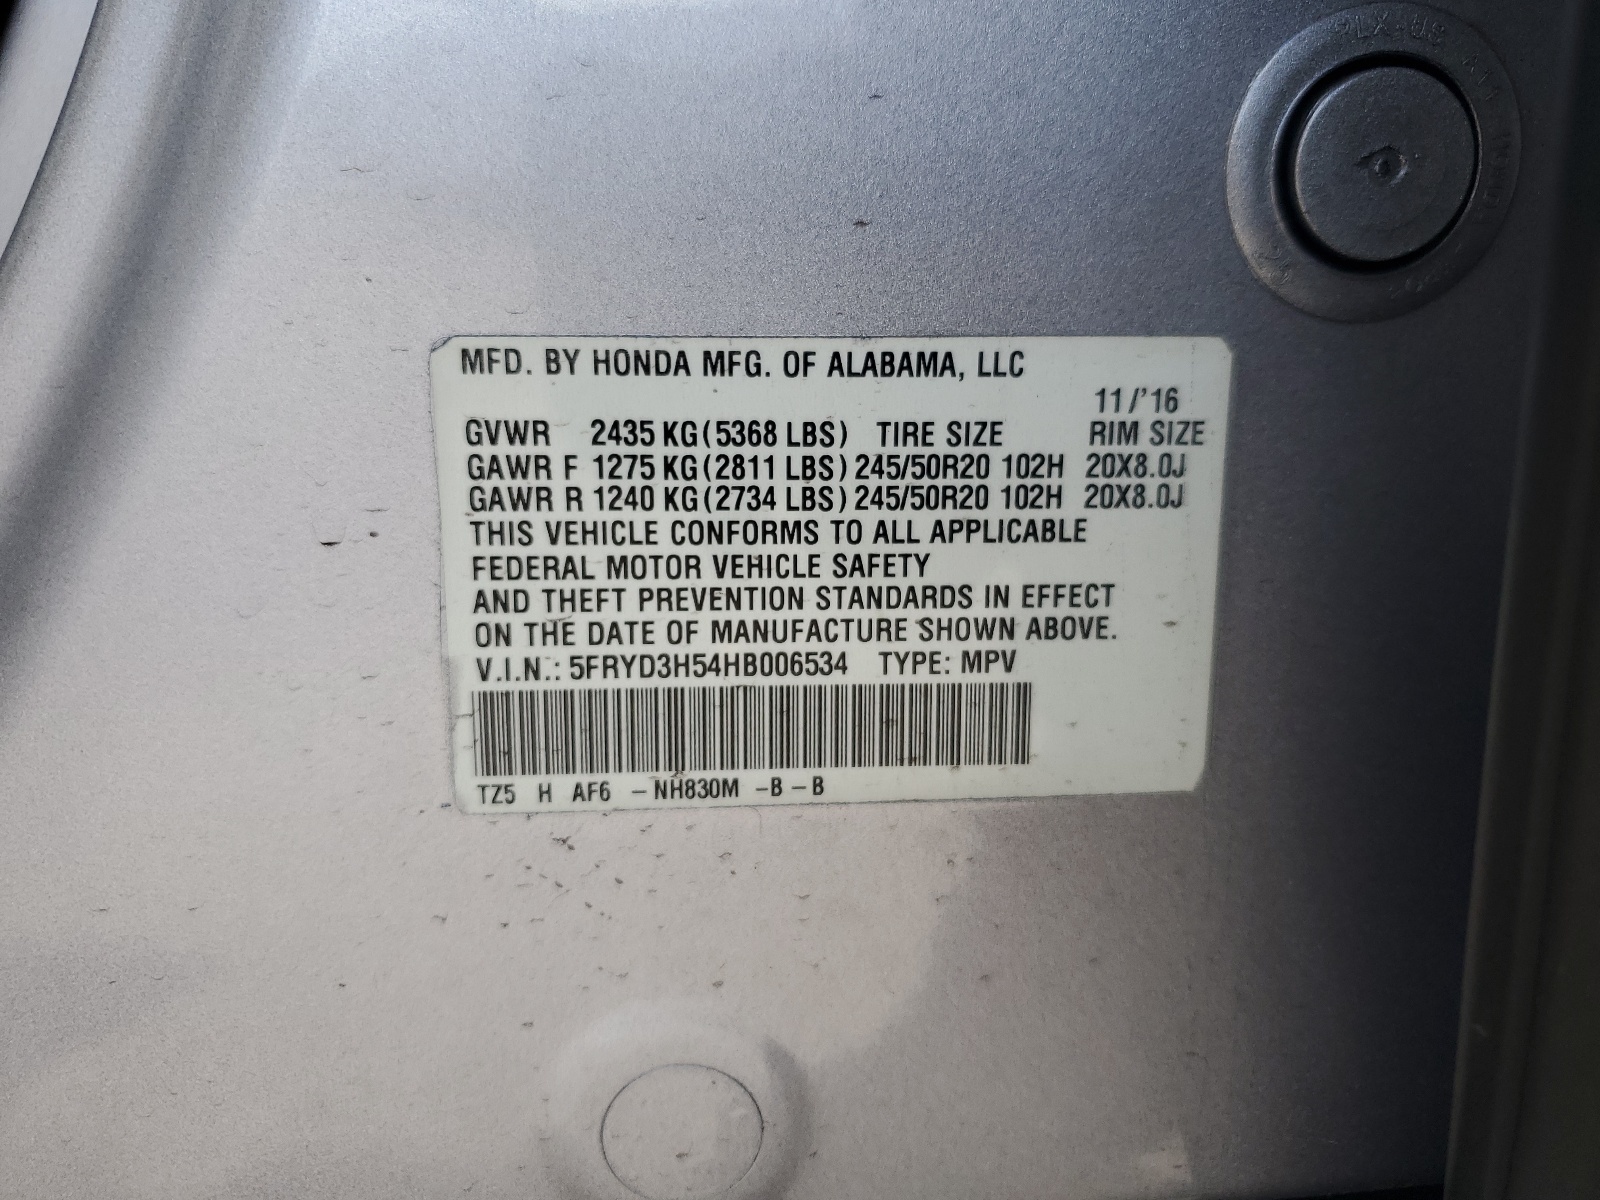 MFD. BY HONDA MFG. OF ALABAMA, LLC
11/'16
GVWR 2435 KG(5368 LBS) TIRE SIZE RIM SIZE
GAWR F 1275 KG(2811 LBS) 245/50R20 102H 20X8.0J
GAWR R 1240 KG(2734 LBS) 245/50R20 102H 20X8.0J
THIS VEHICLE CONFORMS TO ALL APPLICABLE
FEDERAL MOTOR VEHICLE SAFETY
AND THEFT PREVENTION STANDARDS IN EFFECT
ON THE DATE OF MANUFACTURE SHOWN ABOVE.
V.I.N.: 5FRYD3H54HB006534 TYPE: MPV
TZ5 H AF6 -NH830M -B-B